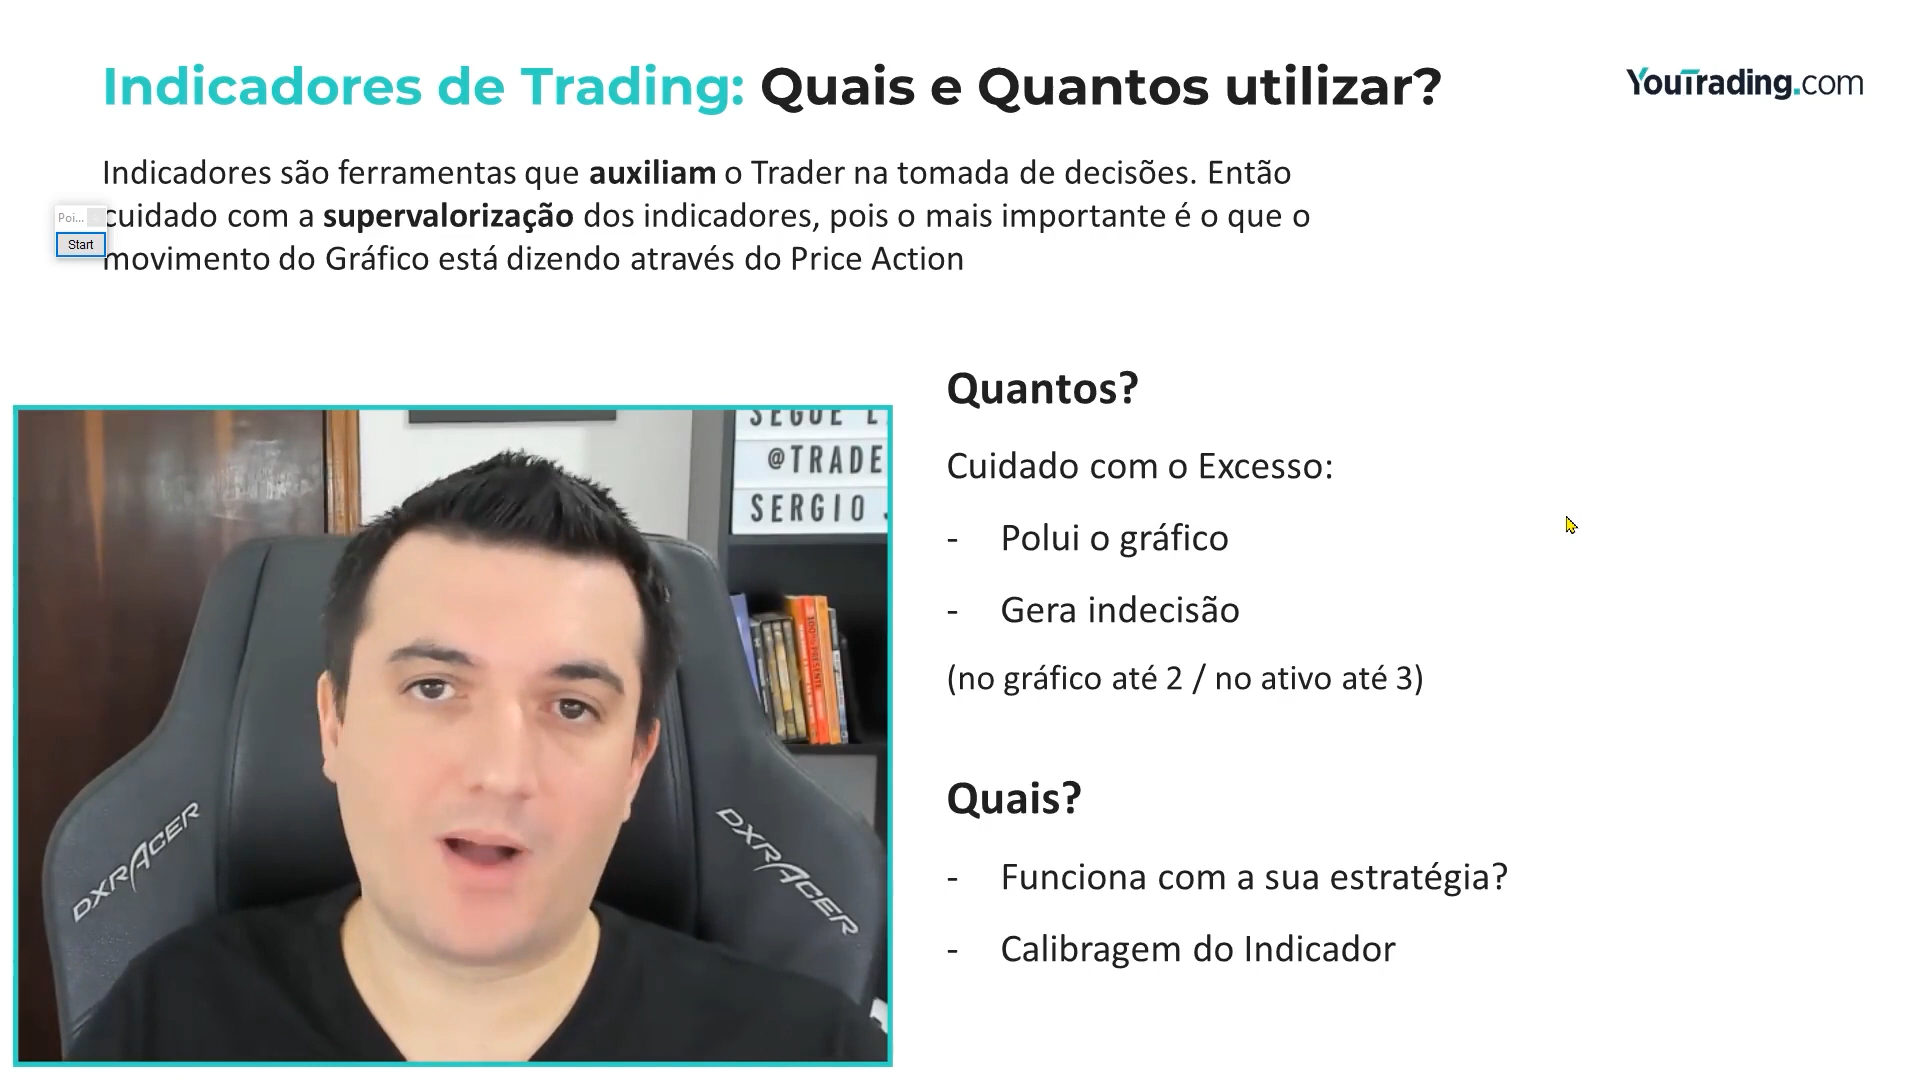 Indicadores de Trading: Quais e Quantos utilizar?
YouTrading.com
Indicadores são ferramentas que auxiliam o Trader na tomada de decisões. Então
cuidado com a supervalorização dos indicadores, pois o mais importante é o que o
movimento do Gráfico está dizendo através do Price Action
Poi...
Start
Quantos?
Cuidado com o Excesso:
- Polui o gráfico
- Gera indecisão
(no gráfico até 2 / no ativo até 3)
Quais?
- Funciona com a sua estratégia?
- Calibragem do Indicador
SEGUE
@TRADE
SERGIO
DXRACER
DXRACER